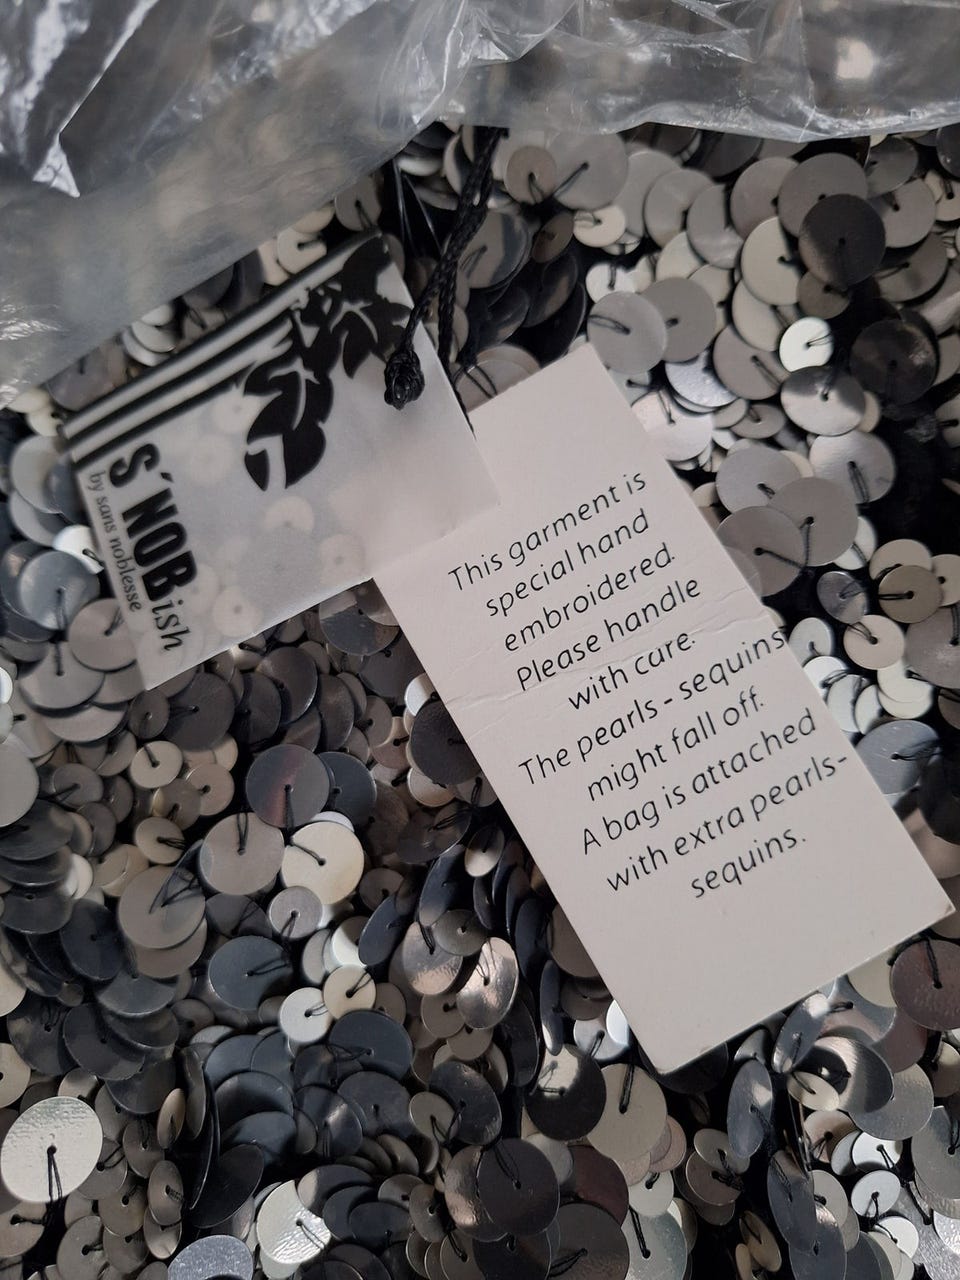 S'NOBish
by sans noblesse
This garment is
special hand
embroidered.
Please handle
with care.
The pearls - sequins
might fall off.
A bag is attached
with extra pearls-
sequins.